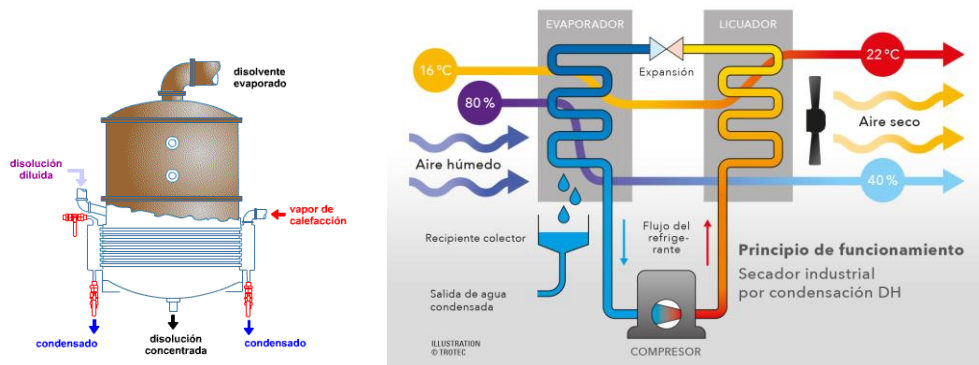 disolvente
evaporado
disolución
diluida
vapor de
calefacción
condensado
disolución
concentrada
condensado
EVAPORADOR
LICUADOR
16 °C
Expansión
22 °C
80 %
Aire húmedo
Aire seco
40 %
Recipiente colector
Flujo del
refrige-
rante
Salida de agua
condensada
Principio de funcionamiento
Secador industrial
por condensación DH
ILLUSTRATION
© TROTEC
COMPRESOR